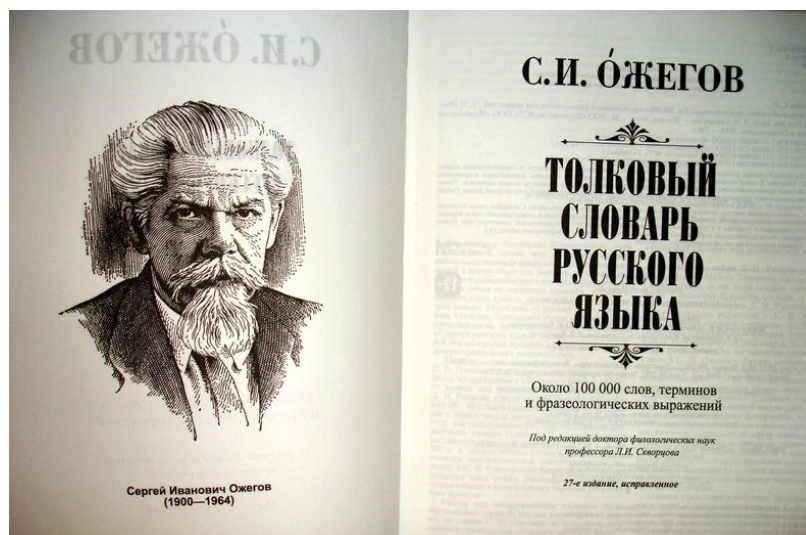 Сергей Иванович Ожегов
(1900—1964)
С.И. О́ЖЕГОВ
ТОЛКОВЫЙ
СЛОВАРЬ
РУССКОГО
ЯЗЫКА
Около 100 000 слов, терминов
и фразеологических выражений
Под редакцией доктора филологических наук
профессора Л.И. Скворцова
27-е издание, исправленное